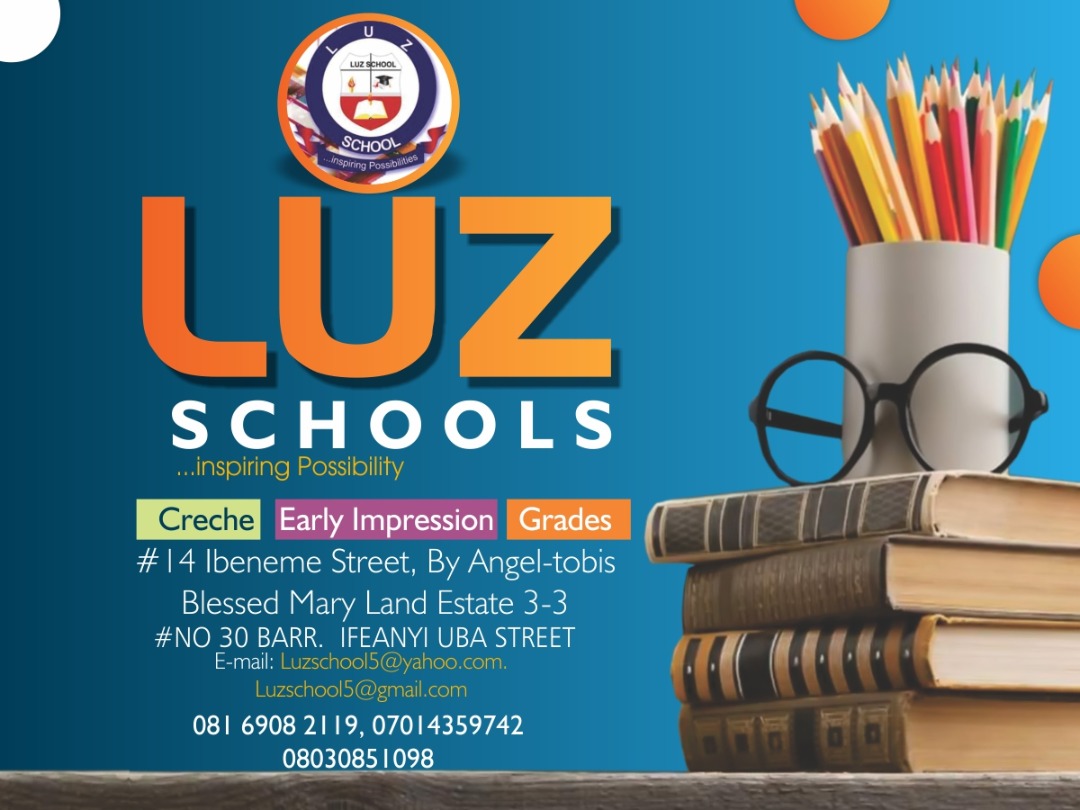 LUZ
LUZ SCHOOL
SCHOOL
...inspiring Possibilities
LUZ
SCHOOLS
...inspiring Possibility
Creche Early Impression Grades
#14 Ibeneme Street, By Angel-tobis
Blessed Mary Land Estate 3-3
#NO 30 BARR. IFEANYI UBA STREET
E-mail: Luzschool5@yahoo.com.
Luzschool5@gmail.com
081 6908 2119, 07014359742
08030851098